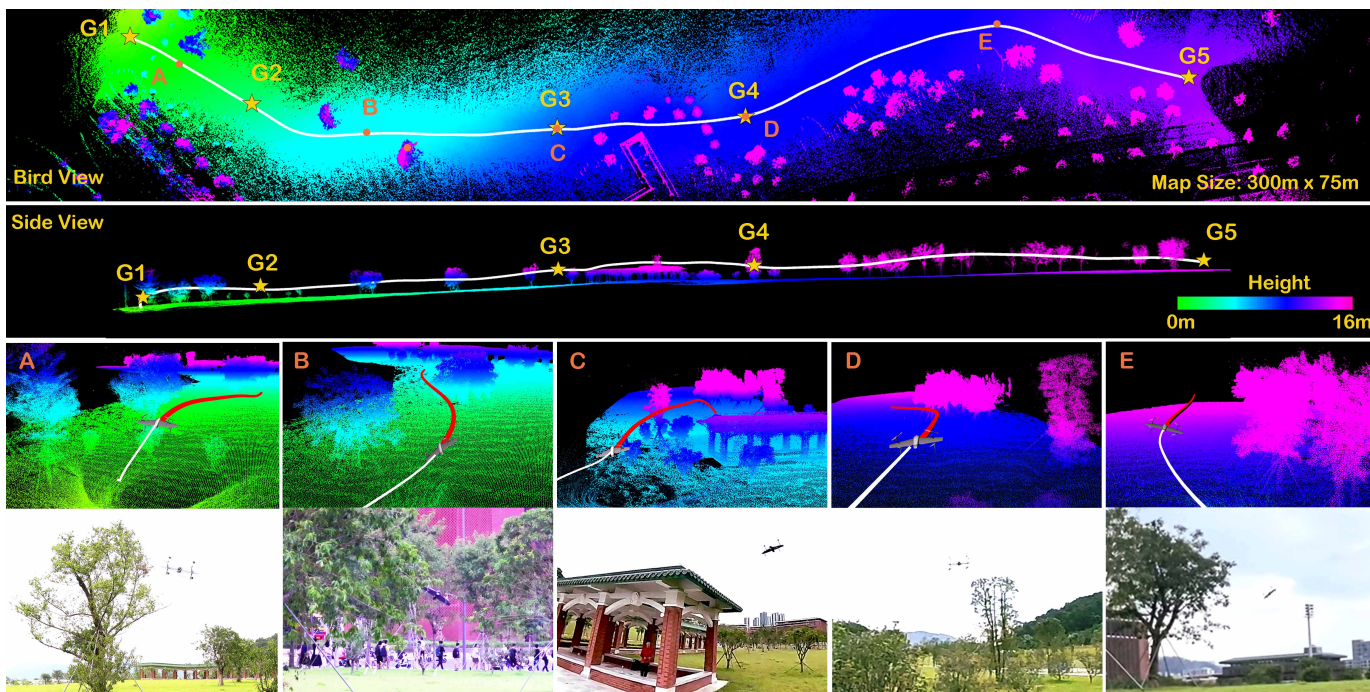 G1
A
G2
B
G3
C
G4
D
E
G5
Bird View
Map Size: 300m x 75m
Side View
G1
G2
G3
G4
G5
Height
0m
16m
A
B
C
D
E